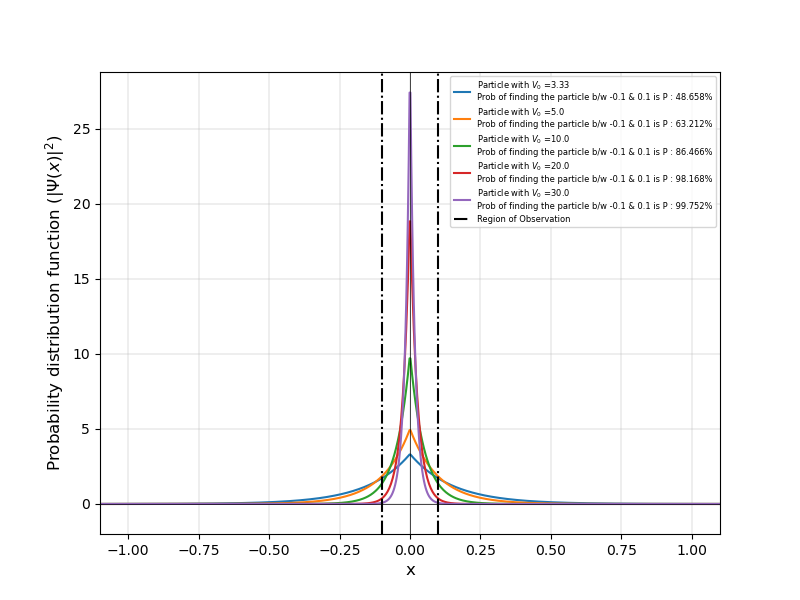 Particle with V₀ =3.33
Prob of finding the particle b/w -0.1 & 0.1 is P : 48.658%
Particle with V₀ =5.0
Prob of finding the particle b/w -0.1 & 0.1 is P : 63.212%
Particle with V₀ =10.0
Prob of finding the particle b/w -0.1 & 0.1 is P : 86.466%
Particle with V₀ =20.0
Prob of finding the particle b/w -0.1 & 0.1 is P : 98.168%
Particle with V₀ =30.0
Prob of finding the particle b/w -0.1 & 0.1 is P : 99.752%
Region of Observation
Probability distribution function (|Ψ(x)|²)
25
20
15
10
5
0
−1.00 −0.75 −0.50 −0.25 0.00 0.25 0.50 0.75 1.00
x